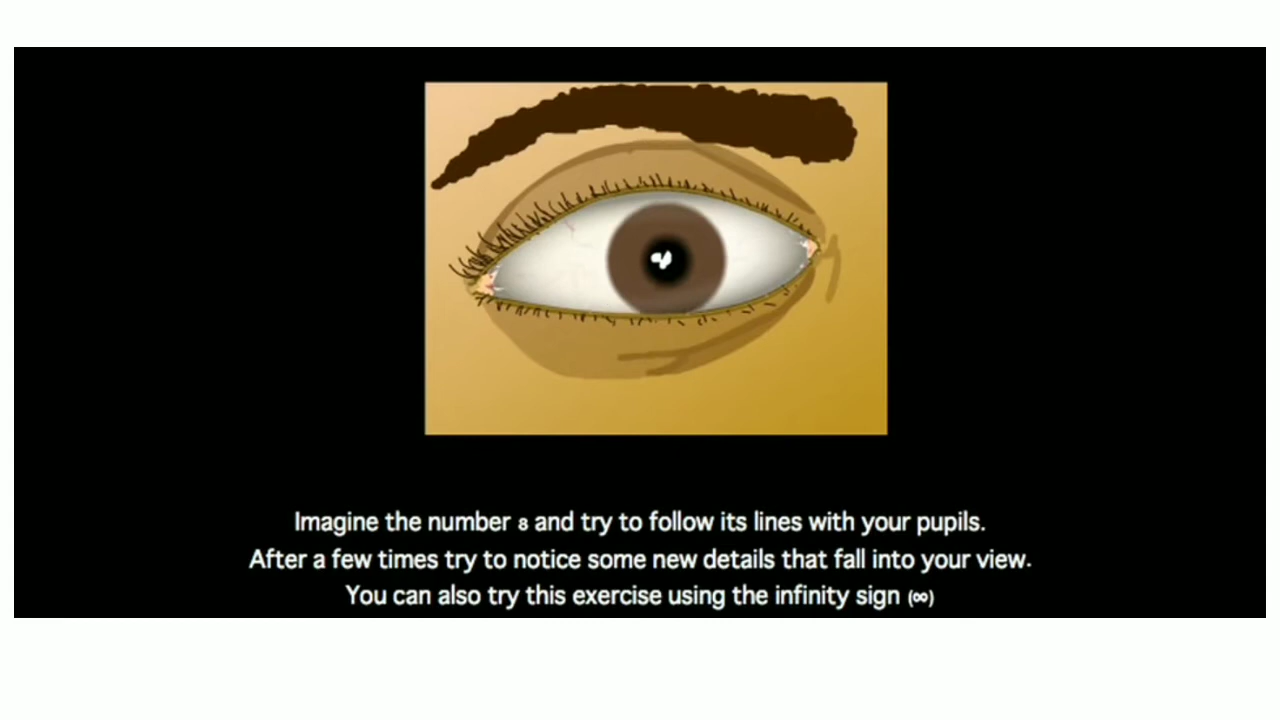 Imagine the number 8 and try to follow its lines with your pupils.
After a few times try to notice some new details that fall into your view.
You can also try this exercise using the infinity sign (∞)